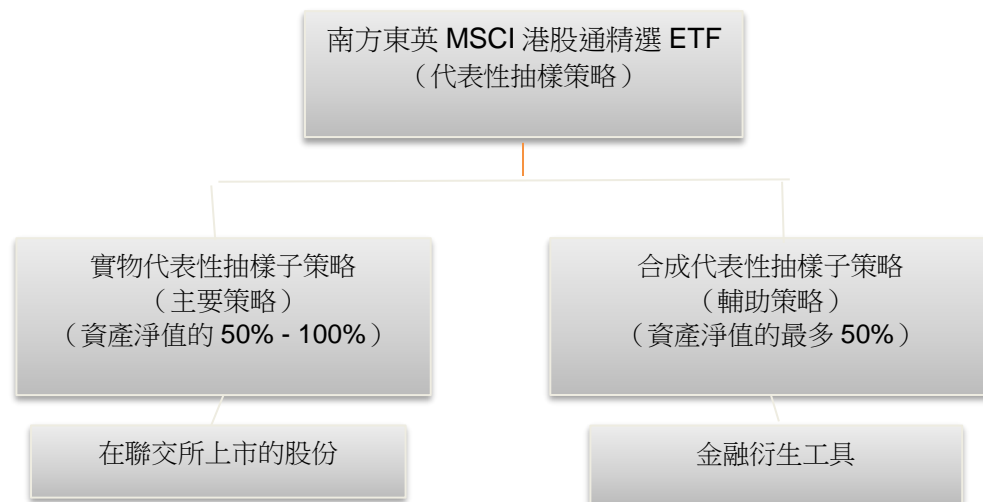 南方東英 MSCI 港股通精選 ETF
（代表性抽樣策略）
實物代表性抽樣子策略
（主要策略）
（資產淨值的 50% - 100%）
合成代表性抽樣子策略
（輔助策略）
（資產淨值的最多 50%）
在聯交所上市的股份
金融衍生工具